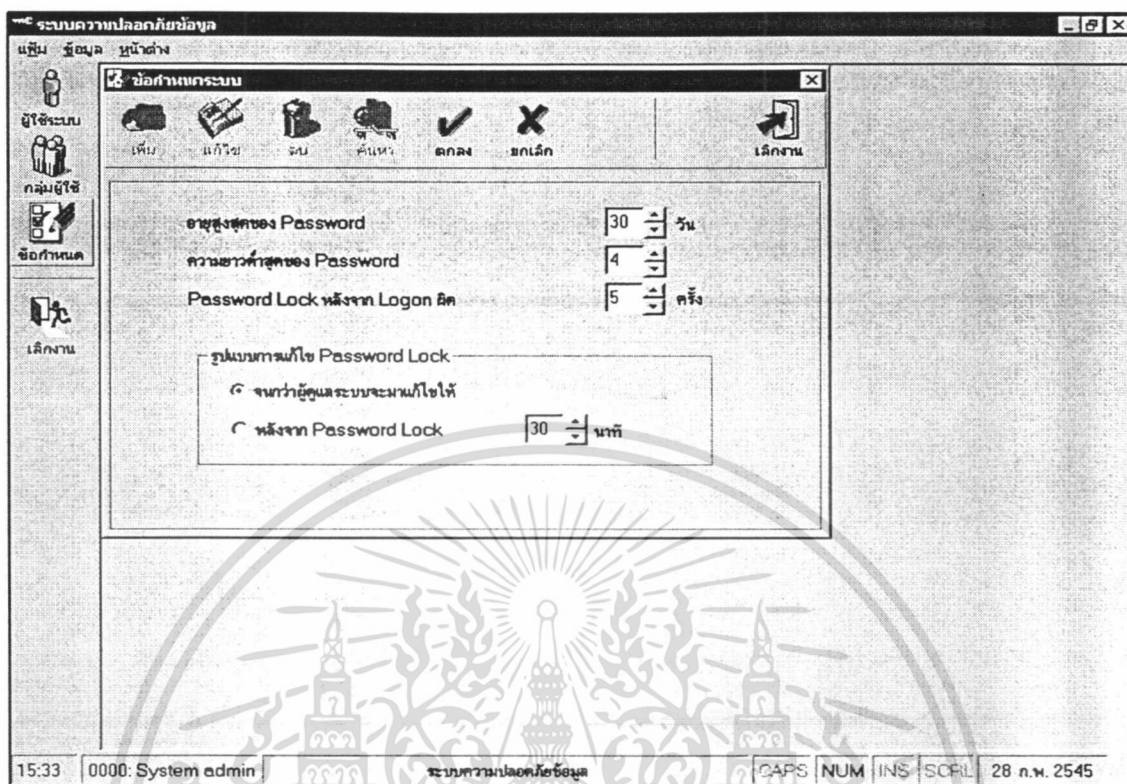 ระบบความปลอดภัยข้อมูล
แฟ้ม ข้อมูล หน้าต่าง
ผู้ใช้ระบบ
กลุ่มผู้ใช้
ข้อกำหนด
เลิกงาน
ข้อกำหนดระบบ
เพิ่ม แก้ไข ลบ ค้นหา ตกลง ยกเลิก เลิกงาน
อายุสูงสุดของ Password 30 วัน
ความยาวต่ำสุดของ Password 4
Password Lock หลังจาก Logon ผิด 5 ครั้ง
รูปแบบการแก้ไข Password Lock
จนกว่าผู้ดูแลระบบจะมาแก้ไขให้
หลังจาก Password Lock 30 นาที
15:33 0000: System admin ระบบความปลอดภัยข้อมูล CAPS NUM INS SCRL 28 ก.พ. 2545